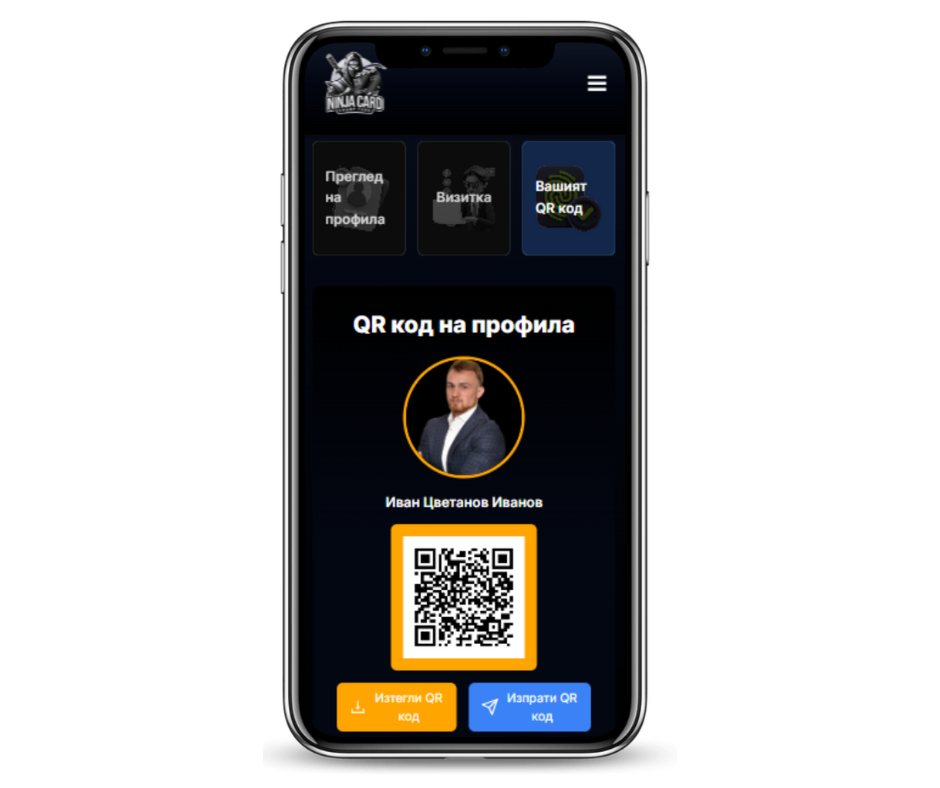 NINJA CARD
Преглед
на
профила
Визитка
Вашият
QR код
QR код на профила
Иван Цветанов Иванов
Изтегли QR
код
Изпрати QR
код